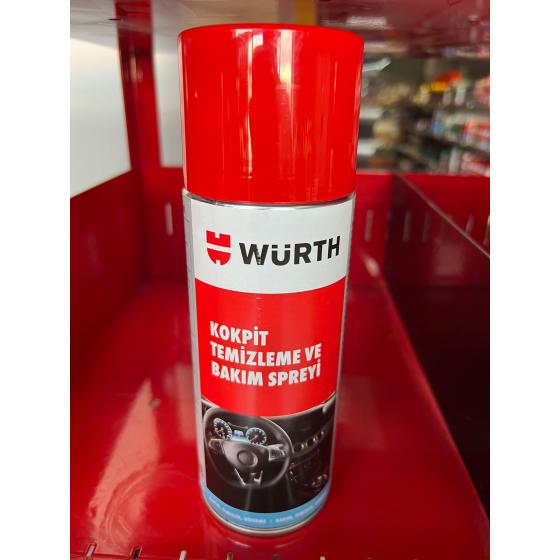 WÜRTH
KOKPİT
TEMİZLEME VE
BAKIM SPREYİ